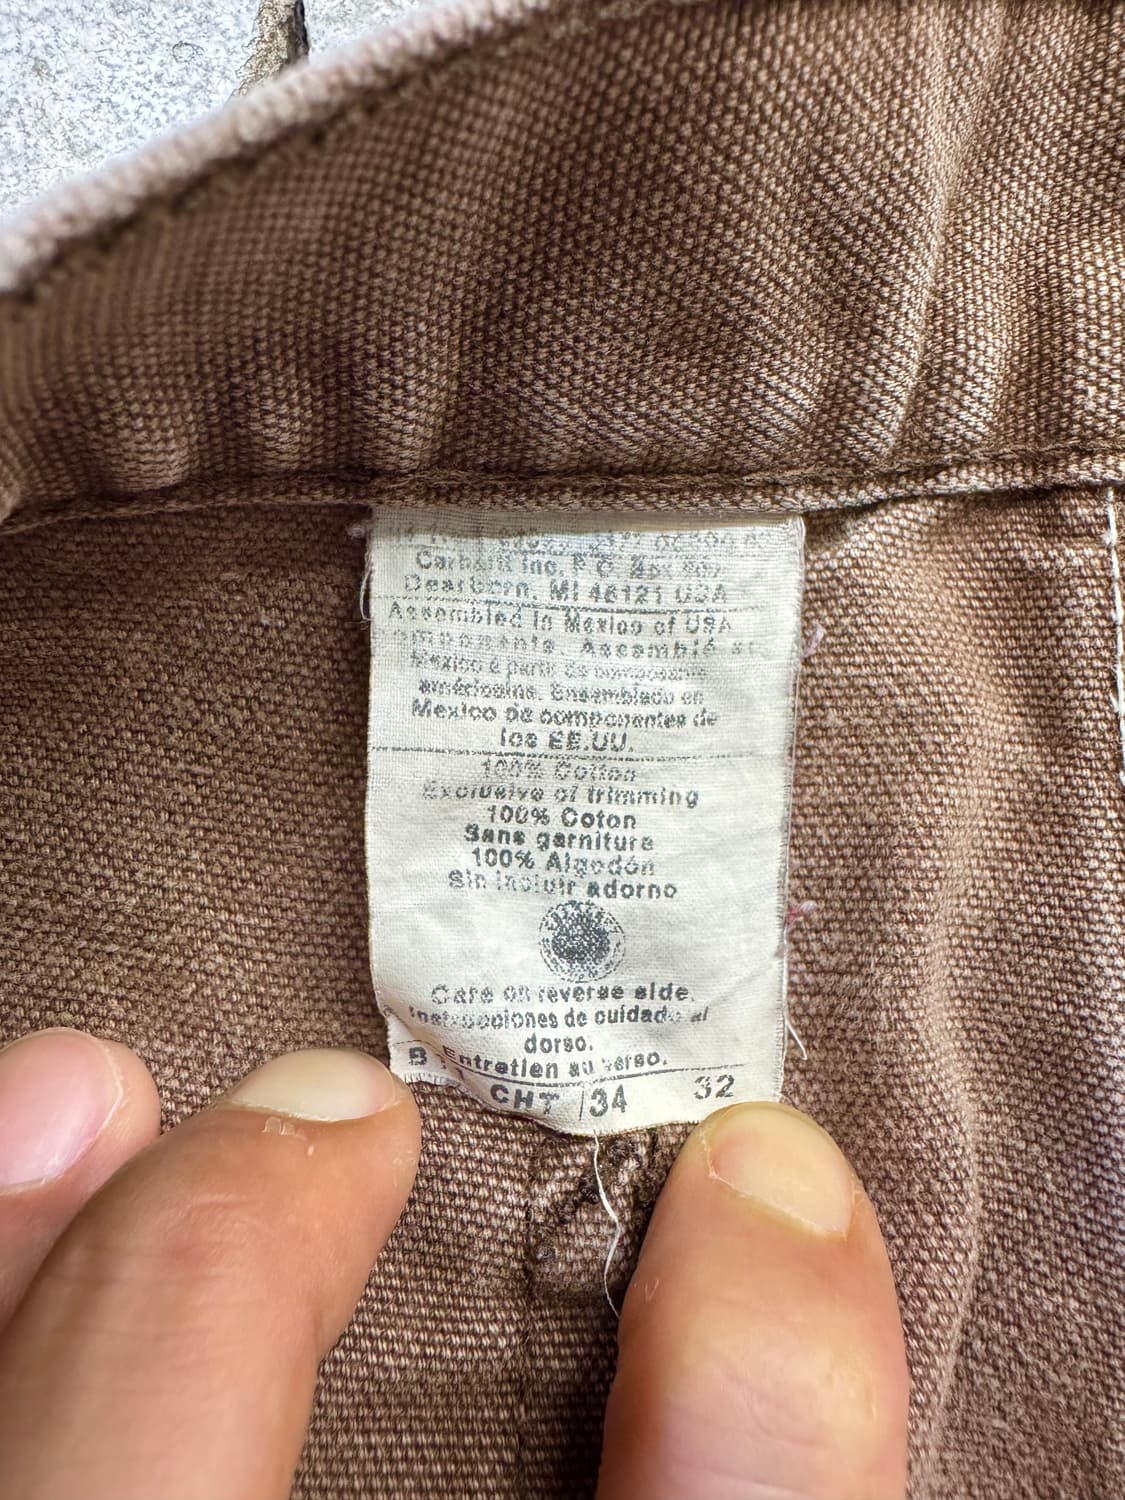 Carhartt Inc. P.O. Box
Dearborn, MI 48121 USA
Assembled in Mexico of USA
components. Assemblé au
Mexico à partir de composants
américains. Ensamblado en
Mexico de componentes de
los EE.UU.
100% Cotton
Exclusive of trimming
100% Coton
Sans garniture
100% Algodón
Sin incluir adorno
Care on reverse side.
Instrucciones de cuidado al
dorso.
Entretien au verso.
CHT 34 32